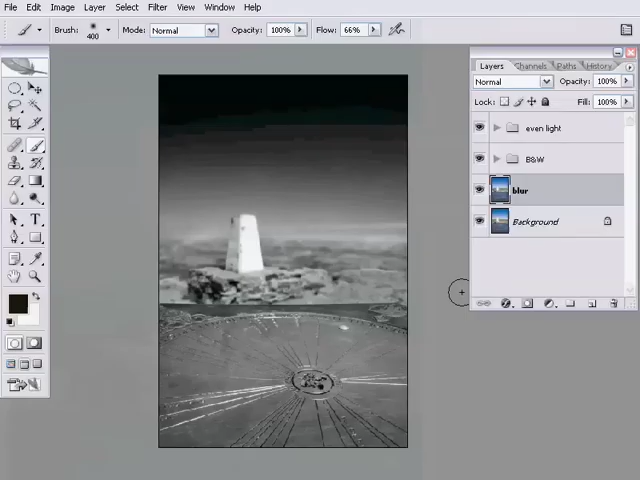 File Edit Image Layer Select Filter View Window Help
Brush: 400 Mode: Normal Opacity: 100% Flow: 66%
Layers Channels Paths History
Normal Opacity: 100%
Lock: Fill: 100%
even light
B&W
blur
Background
T